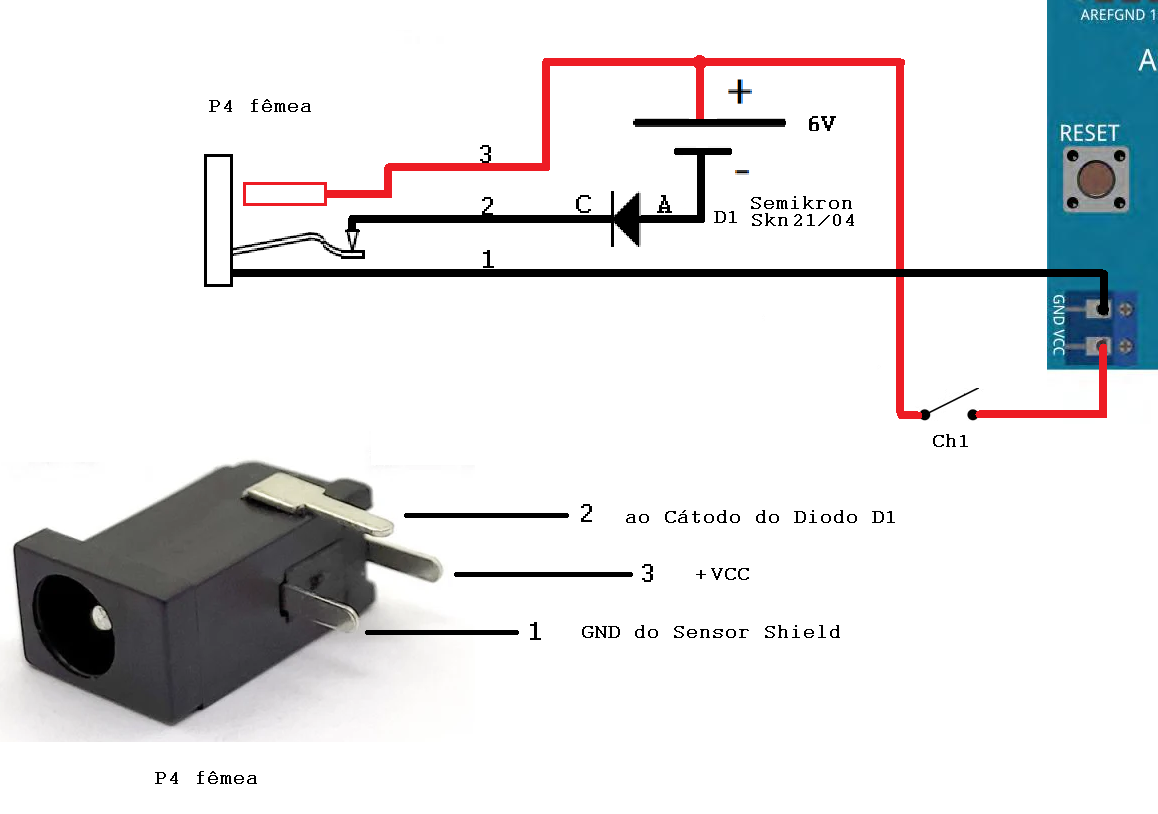 AREFGND 1
A
P4 fêmea
+
6V
RESET
3
-
2
C
A
D1
Semikron
Skn21/04
1
GND VCC
Ch1
2
ao Cátodo do Diodo D1
3
+VCC
1
GND do Sensor Shield
P4 fêmea